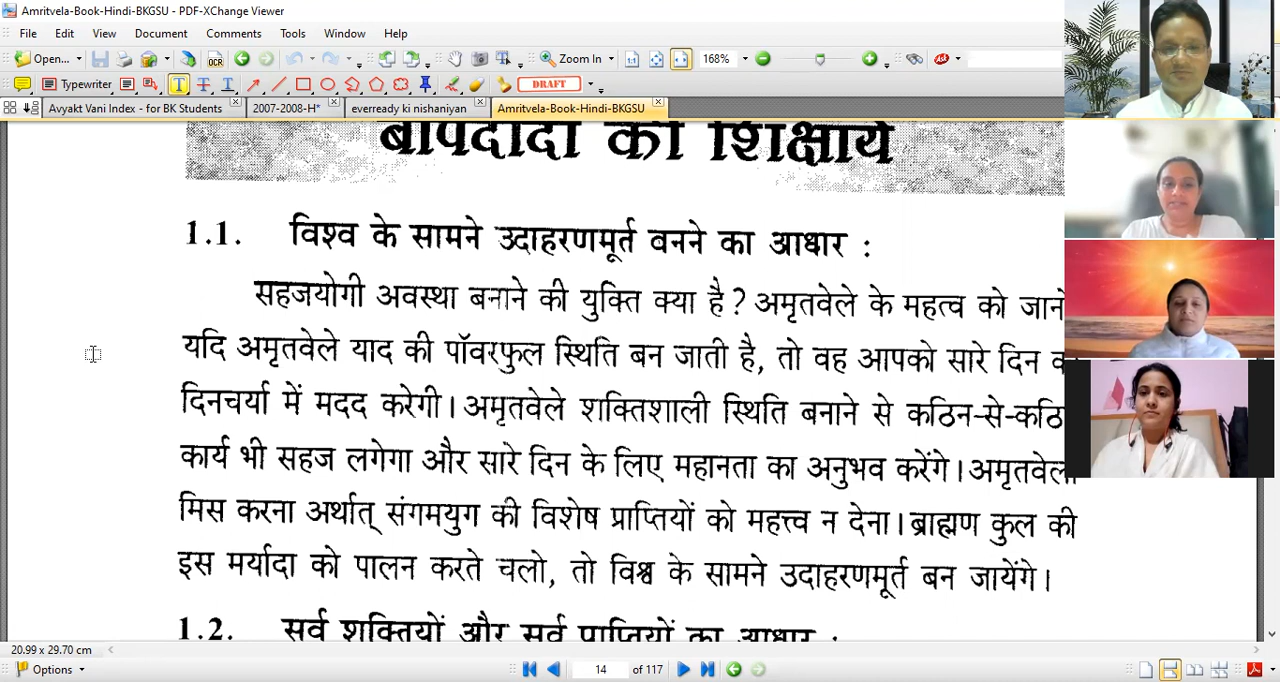 Amritvela-Book-Hindi-BKGSU - PDF-XChange Viewer
File Edit View Document Comments Tools Window Help
Open... OCR Zoom In 168%
Typewriter DRAFT
Avyakt Vani Index - for BK Students 2007-2008-H* everready ki nishaniyan Amritvela-Book-Hindi-BKGSU
बापदादा की शिक्षायें
1.1. विश्व के सामने उदाहरणमूर्त बनने का आधार :
सहजयोगी अवस्था बनाने की युक्ति क्या है? अमृतवेले के महत्व को जानो
यदि अमृतवेले याद की पॉवरफुल स्थिति बन जाती है, तो वह आपको सारे दिन
दिनचर्या में मदद करेगी। अमृतवेले शक्तिशाली स्थिति बनाने से कठिन-से-कठि
कार्य भी सहज लगेगा और सारे दिन के लिए महानता का अनुभव करेंगे। अमृतवेला
मिस करना अर्थात् संगमयुग की विशेष प्राप्तियों को महत्त्व न देना। ब्राह्मण कुल की
इस मर्यादा को पालन करते चलो, तो विश्व के सामने उदाहरणमूर्त बन जायेंगे।
1.2. सर्व शक्तियों और सर्व प्राप्तियों का आधार :
20.99 x 29.70 cm
Options 14 of 117